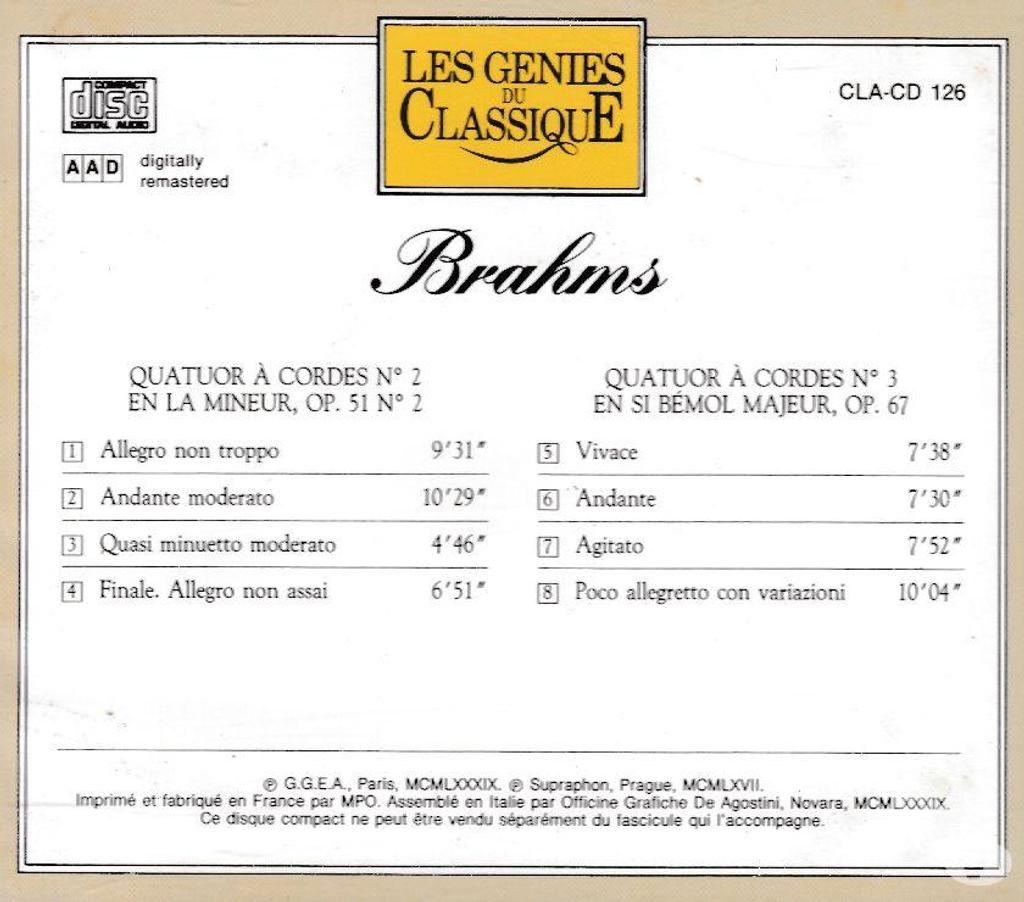 LES GENIES
DU
CLASSIQUE
COMPACT
disc
DIGITAL AUDIO
CLA-CD 126
AAD
digitally
remastered
Brahms
QUATUOR À CORDES N° 2
EN LA MINEUR, OP. 51 N° 2
1 Allegro non troppo 9'31"
2 Andante moderato 10'29"
3 Quasi minuetto moderato 4'46"
4 Finale. Allegro non assai 6'51"
QUATUOR À CORDES N° 3
EN SI BÉMOL MAJEUR, OP. 67
5 Vivace 7'38"
6 Andante 7'30"
7 Agitato 7'52"
8 Poco allegretto con variazioni 10'04"
℗ G.G.E.A., Paris, MCMLXXXIX. ℗ Supraphon, Prague, MCMLXVII.
Imprimé et fabriqué en France par MPO. Assemblé en Italie par Officine Grafiche De Agostini, Novara, MCMLXXXIX.
Ce disque compact ne peut être vendu séparément du fascicule qui l'accompagne.